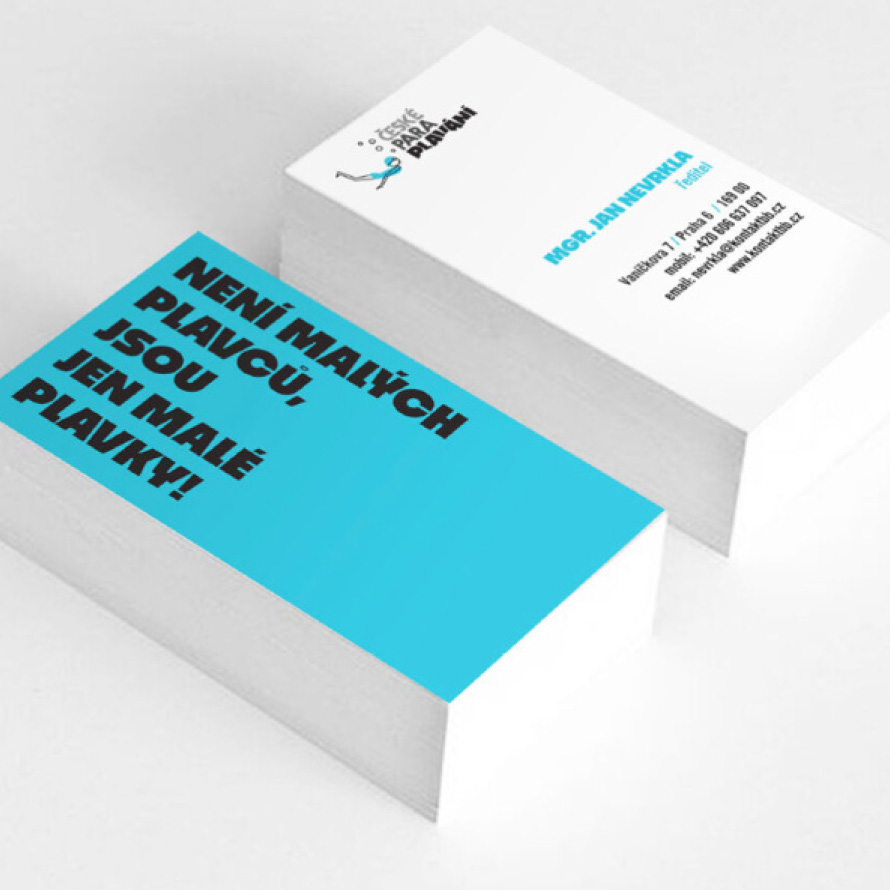 NENÍ MALÝCH
PLAVCŮ,
JSOU
JEN MALÉ
PLAVKY!
ČESKÉ
PARA
PLAVÁNÍ
MGR. JAN NEVRKLA
ředitel
Vaníčkova 7 / Praha 6 / 169 00
mobil: +420 606 637 097
email: nevrkla@kontaktbb.cz
www.kontaktbb.cz